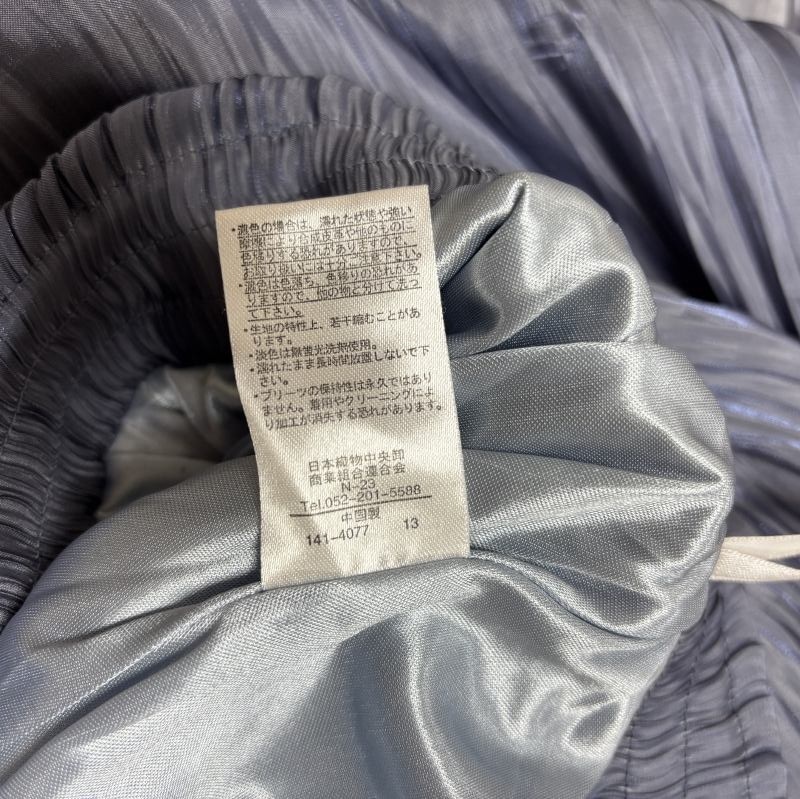 ・濃色の場合は、濡れた状態や強い
摩擦により合成皮革や他のものに
色移りする恐れがありますので、
お取り扱いにはすみ注意下さい。
・濃色は色落ち、色移りの恐れがあ
りますので、他の物と分けて洗っ
て下さい。
・生地の特性上、若干縮むことがあ
ります。
・淡色は無蛍光洗剤使用。
・濡れたまま長時間放置しないで下
さい。
・プリーツの保持性は永久ではあり
ません。着用やクリーニングによ
り加工が消失する恐れがあります。
日本織物中央卸
商業組合連合会
N-23
Tel.052-201-5588
中国製
141-4077 13